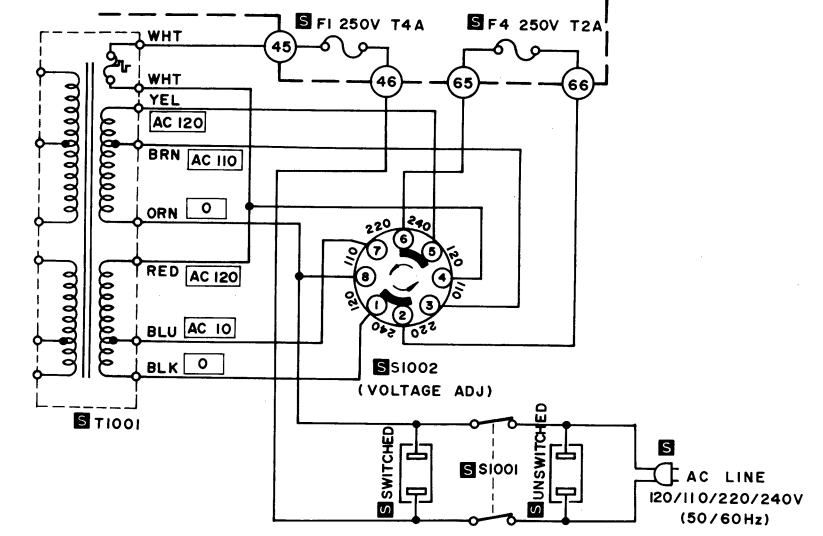 WHT
45
S F1 250V T4A
46
S F4 250V T2A
65
66
WHT
YEL
AC 120
BRN
AC 110
ORN
0
RED
AC 120
BLU
AC 10
BLK
0
S T1001
220
240
120
110
220
240
120
110
6
5
4
3
2
1
8
7
S S1002
(VOLTAGE ADJ)
S SWITCHED
S S1001
S UNSWITCHED
S
AC LINE
120/110/220/240V
(50/60Hz)